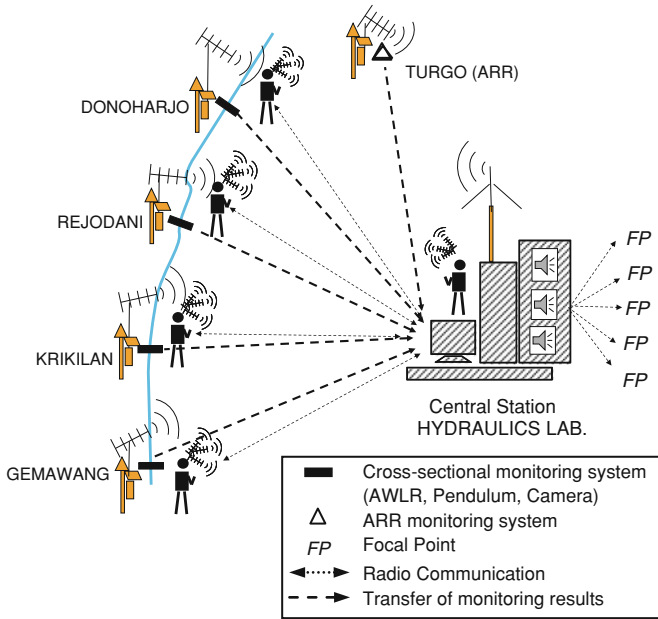 TURGO (ARR)
DONOHARJO
REJODANI
KRIKILAN
GEMAWANG
FP
FP
FP
FP
FP
Central Station
HYDRAULICS LAB.
Cross-sectional monitoring system
(AWLR, Pendulum, Camera)
ARR monitoring system
FP Focal Point
Radio Communication
Transfer of monitoring results